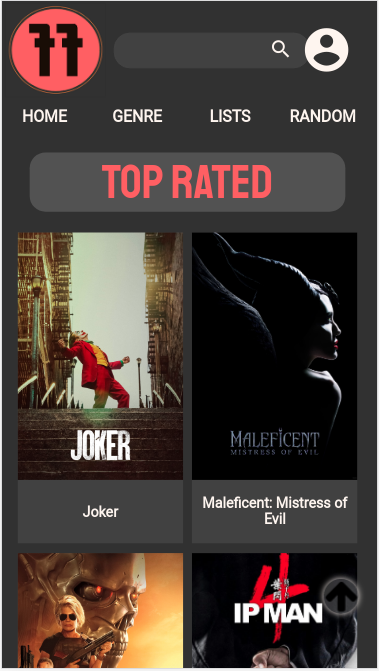 77
HOME GENRE LISTS RANDOM
TOP RATED
JOKER
MALEFICENT
MISTRESS OF EVIL
Joker
Maleficent: Mistress of
Evil
4
IP MAN